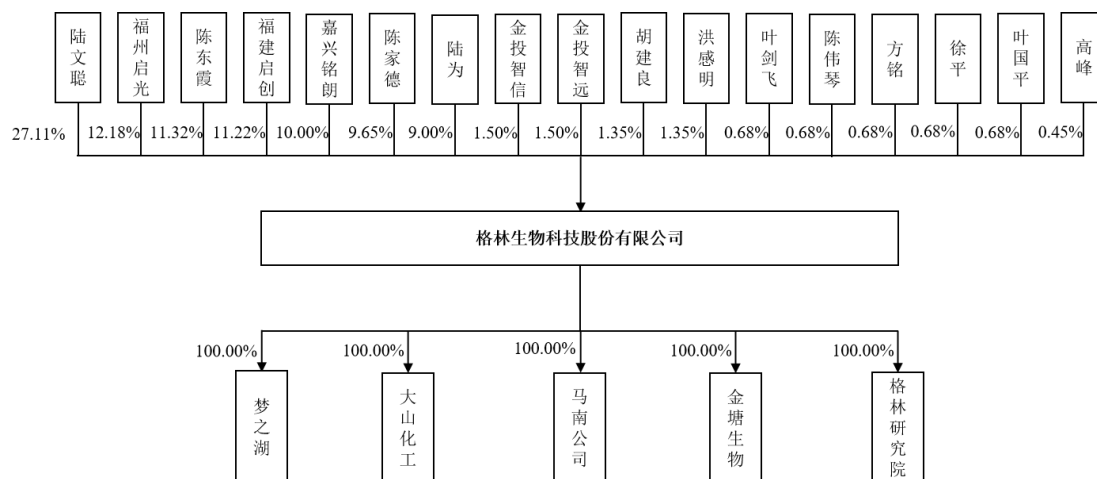 陆文聪
福州启光
陈东霞
福建启创
嘉兴铭朗
陈家德
陆为
金投智信
金投智远
胡建良
洪感明
叶剑飞
陈伟琴
方铭
徐平
叶国平
高峰
27.11%
12.18%
11.32%
11.22%
10.00%
9.65%
9.00%
1.50%
1.50%
1.35%
1.35%
0.68%
0.68%
0.68%
0.68%
0.68%
0.45%
格林生物科技股份有限公司
100.00%
100.00%
100.00%
100.00%
100.00%
梦之湖
大山化工
马南公司
金塘生物
格林研究院